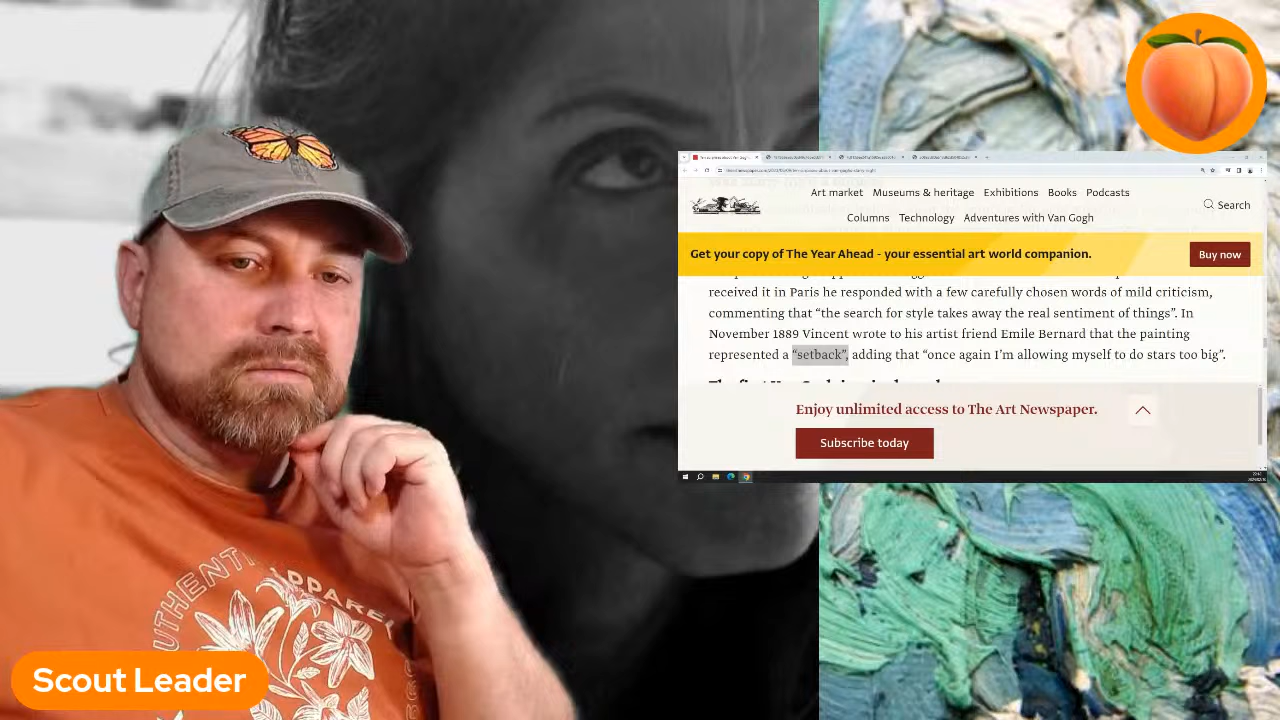 Art market Museums & heritage Exhibitions Books Podcasts
Search
Columns Technology Adventures with Van Gogh
Get your copy of The Year Ahead - your essential art world companion.
Buy now
received it in Paris he responded with a few carefully chosen words of mild criticism,
commenting that “the search for style takes away the real sentiment of things”. In
November 1889 Vincent wrote to his artist friend Emile Bernard that the painting
represented a “setback”, adding that “once again I’m allowing myself to do stars too big”.
Enjoy unlimited access to The Art Newspaper.
Subscribe today
AUTHENTIC APPAREL
Scout Leader